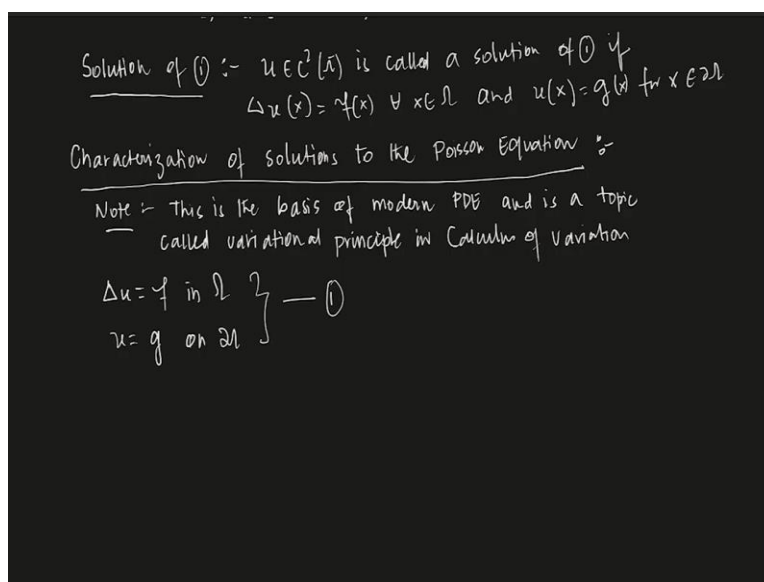 Solution of ① :- u ∈ C²(Ω̄) is called a solution of ① if
Δu(x) = f(x) ∀ x ∈ Ω and u(x) = g(x) for x ∈ ∂Ω
Characterization of solutions to the Poisson Equation :-
Note :- This is the basis of modern PDE and is a topic
called variational principle in Calculus of variation
Δu = f in Ω } — ①
u = g on ∂Ω